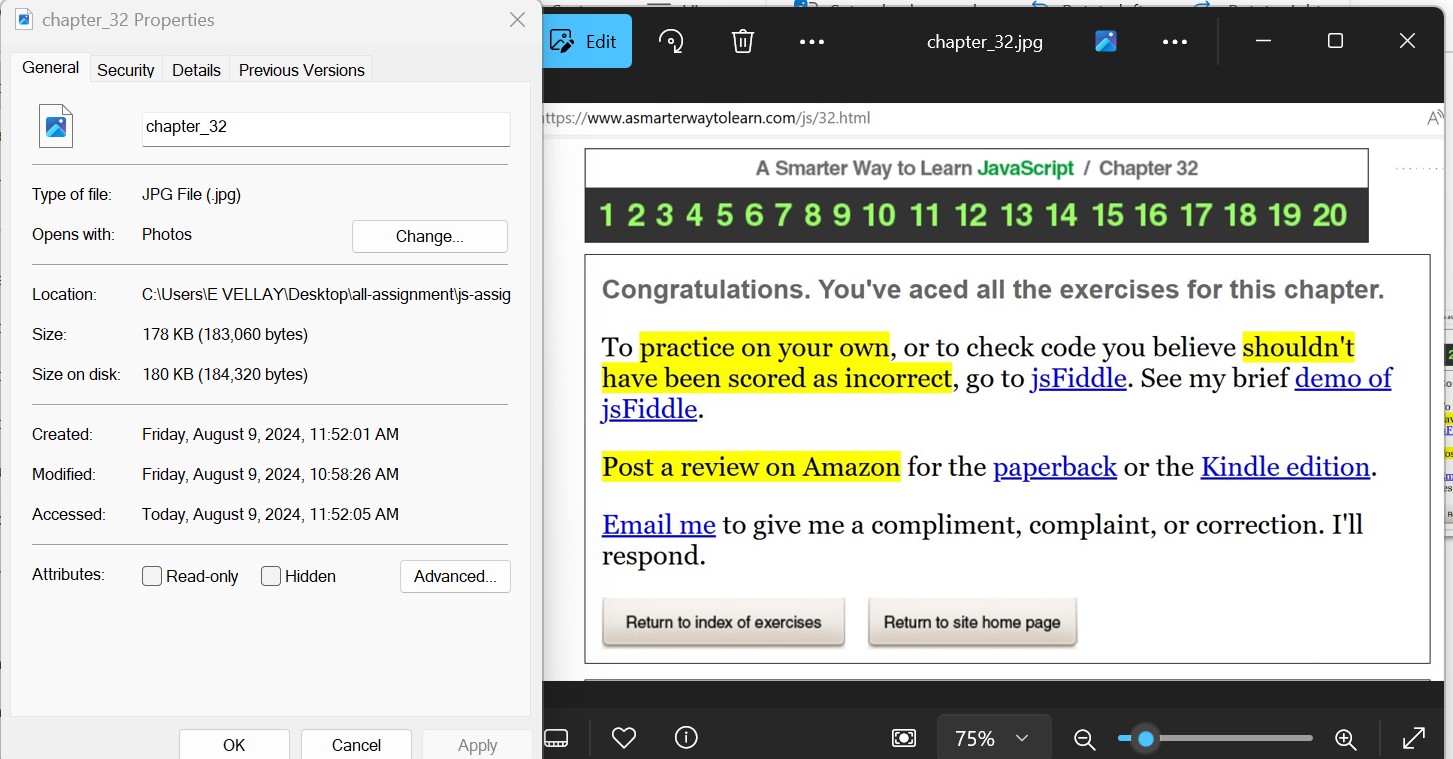 chapter_32 Properties
General
Security
Details
Previous Versions
chapter_32
Type of file:
JPG File (.jpg)
Opens with:
Photos
Change...
Location:
C:\Users\E VELLAY\Desktop\all-assignment\js-assig
Size:
178 KB (183,060 bytes)
Size on disk:
180 KB (184,320 bytes)
Created:
Friday, August 9, 2024, 11:52:01 AM
Modified:
Friday, August 9, 2024, 10:58:26 AM
Accessed:
Today, August 9, 2024, 11:52:05 AM
Attributes:
Read-only
Hidden
Advanced...
OK
Cancel
Apply
Edit
chapter_32.jpg
ttps://www.asmarterwaytolearn.com/js/32.html
A Smarter Way to Learn JavaScript / Chapter 32
1 2 3 4 5 6 7 8 9 10 11 12 13 14 15 16 17 18 19 20
Congratulations. You've aced all the exercises for this chapter.
To practice on your own, or to check code you believe shouldn't
have been scored as incorrect, go to jsFiddle. See my brief demo of
jsFiddle.
Post a review on Amazon for the paperback or the Kindle edition.
Email me to give me a compliment, complaint, or correction. I'll
respond.
Return to index of exercises
Return to site home page
75%